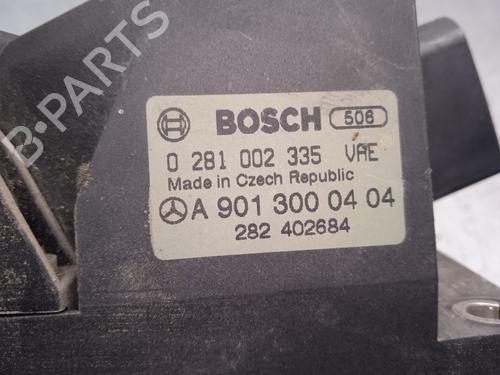 BOSCH 506
0 281 002 335 VAE
Made in Czech Republic
A 901 300 04 04
282 402684
B-PARTS